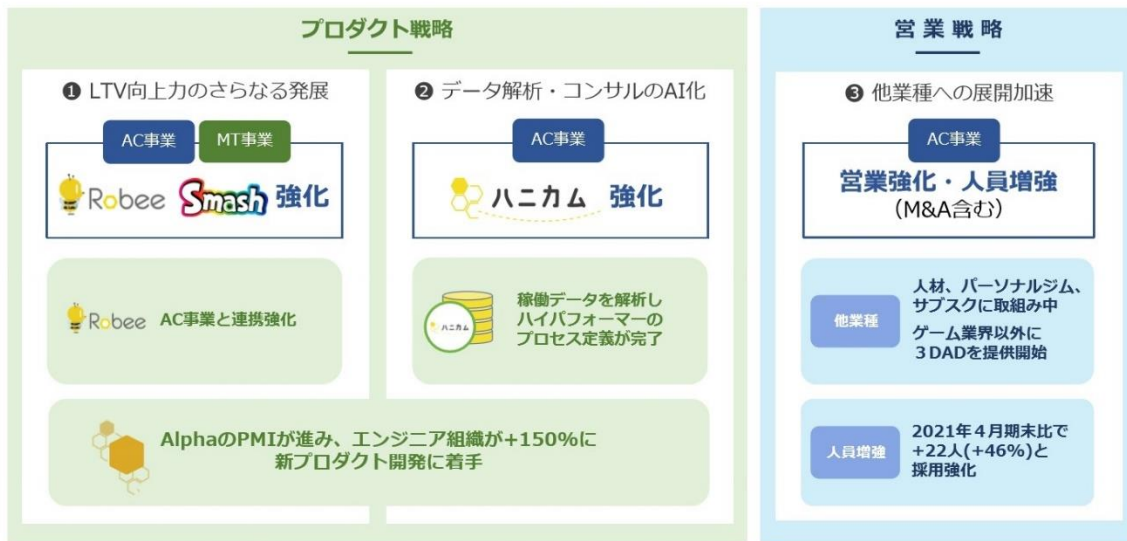 プロダクト戦略
❶ LTV向上力のさらなる発展
AC事業
MT事業
Robee Smash 強化
Robee AC事業と連携強化
❷ データ解析・コンサルのAI化
AC事業
ハニカム 強化
ハニカム
稼働データを解析し
ハイパフォーマーの
プロセス定義が完了
AlphaのPMIが進み、エンジニア組織が+150%に
新プロダクト開発に着手
営業戦略
❸ 他業種への展開加速
AC事業
営業強化・人員増強
（M&A含む）
他業種
人材、パーソナルジム、
サブスクに取組み中
ゲーム業界以外に
３DADを提供開始
人員増強
2021年４月期末比で
+22人(+46%)と
採用強化